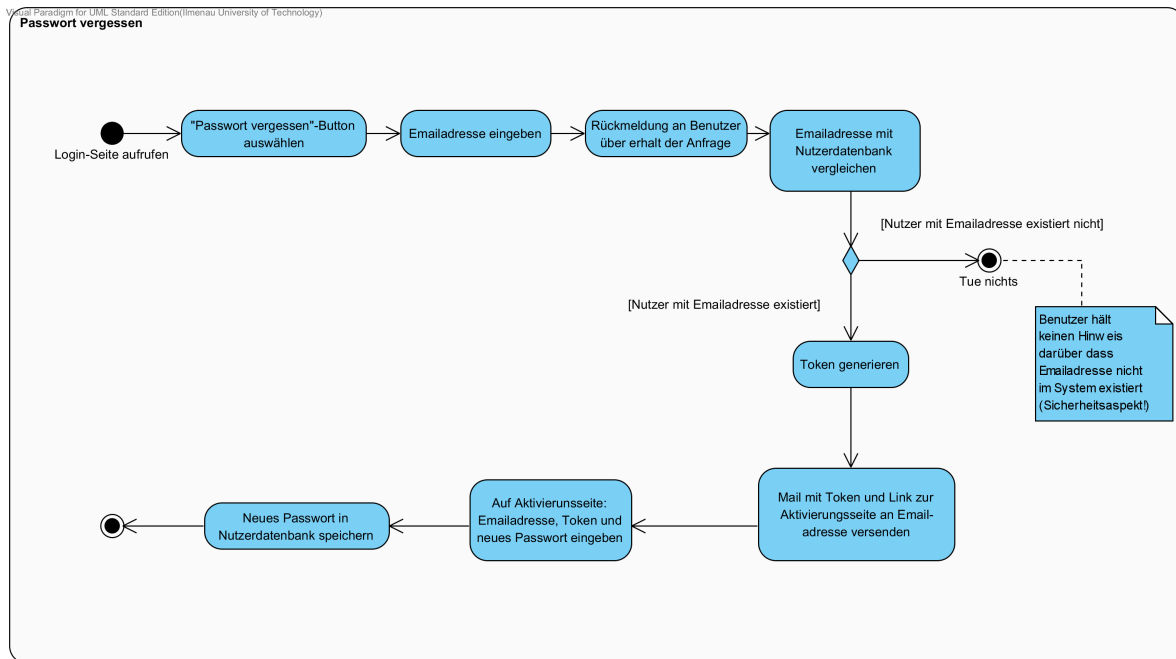 Visual Paradigm for UML Standard Edition(Ilmenau University of Technology)
Passwort vergessen
Login-Seite aufrufen
"Passwort vergessen"-Button
auswählen
Emailadresse eingeben
Rückmeldung an Benutzer
über erhalt der Anfrage
Emailadresse mit
Nutzerdatenbank
vergleichen
[Nutzer mit Emailadresse existiert nicht]
Tue nichts
Benutzer hält
keinen Hinweis
darüber dass
Emailadresse nicht
im System existiert
(Sicherheitsaspekt!)
[Nutzer mit Emailadresse existiert]
Token generieren
Mail mit Token und Link zur
Aktivierungsseite an Email-
adresse versenden
Auf Aktivierunsseite:
Emailadresse, Token und
neues Passwort eingeben
Neues Passwort in
Nutzerdatenbank speichern